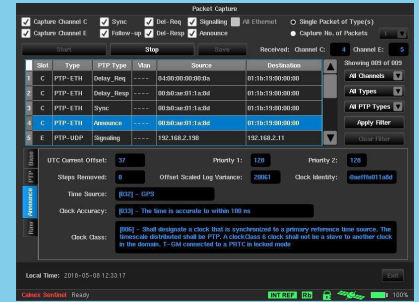 Packet Capture
Capture Channel C Sync Del-Req Signalling All Ethernet Single Packet of Type(s)
Capture Channel E Follow-up Del-Resp Announce Capture No. of Packets 1
Start Stop Save Received: Channel C: 4 Channel E: 5
Slot Type PTP Type Vlan Source Destination Showing 009 of 009
1 C PTP-ETH Delay_Req ---- 04:00:00:00:00:0a 01:1b:19:00:00:00 All Channels
2 C PTP-ETH Delay_Resp ---- 00:b0:ae:01:1a:8d 01:1b:19:00:00:00 All Types
3 C PTP-ETH Sync ---- 00:b0:ae:01:1a:8d 01:1b:19:00:00:00 All PTP Types
4 C PTP-ETH Announce ---- 00:b0:ae:01:1a:8d 01:1b:19:00:00:00 Apply Filter
5 E PTP-UDP Signaling ---- 192.168.2.198 192.168.2.11 Clear Filter
PTP Base
Announce
Raw
UTC Current Offset: 37 Priority 1: 128 Priority 2: 128
Steps Removed: 0 Offset Scaled Log Variance: 20061 Clock Identity:
Time Source: [032] - GPS
Clock Accuracy: [033] - The time is accurate to within 100 ns
Clock Class: [006] - Shall designate a clock that is synchronized to a primary reference time source. The
timescale distributed shall be PTP. A clockClass 6 clock shall not be a slave to another clock
in the domain. T-GM connected to a PRTC in locked mode
Local Time: 2018-05-08 12:33:17 Exit
Calnex Sentinel Ready INT REF Rb 100%